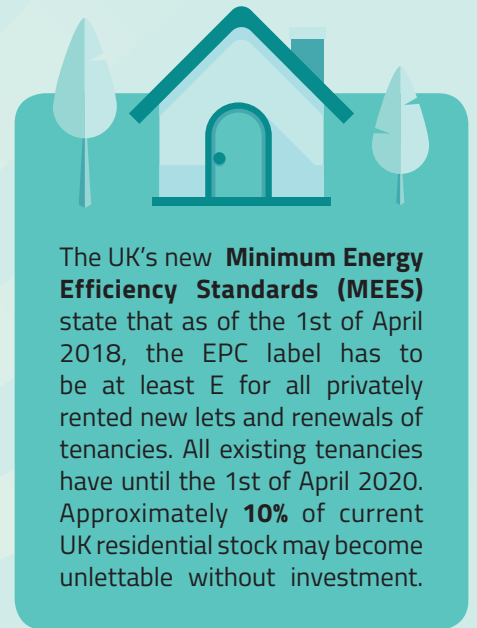 The UK's new Minimum Energy
Efficiency Standards (MEES)
state that as of the 1st of April
2018, the EPC label has to
be at least E for all privately
rented new lets and renewals of
tenancies. All existing tenancies
have until the 1st of April 2020.
Approximately 10% of current
UK residential stock may become
unlettable without investment.